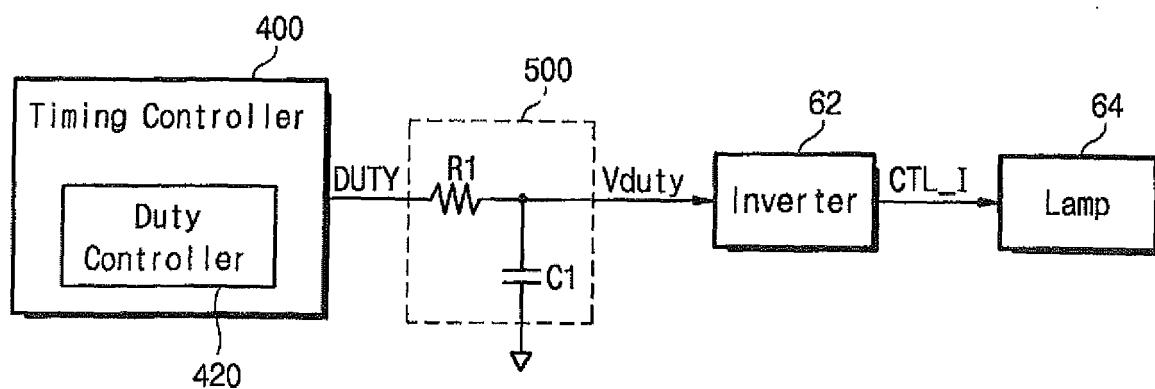 400
Timing Controller
Duty
Controller
420
DUTY
500
R1
C1
Vduty
62
Inverter
CTL_I
64
Lamp